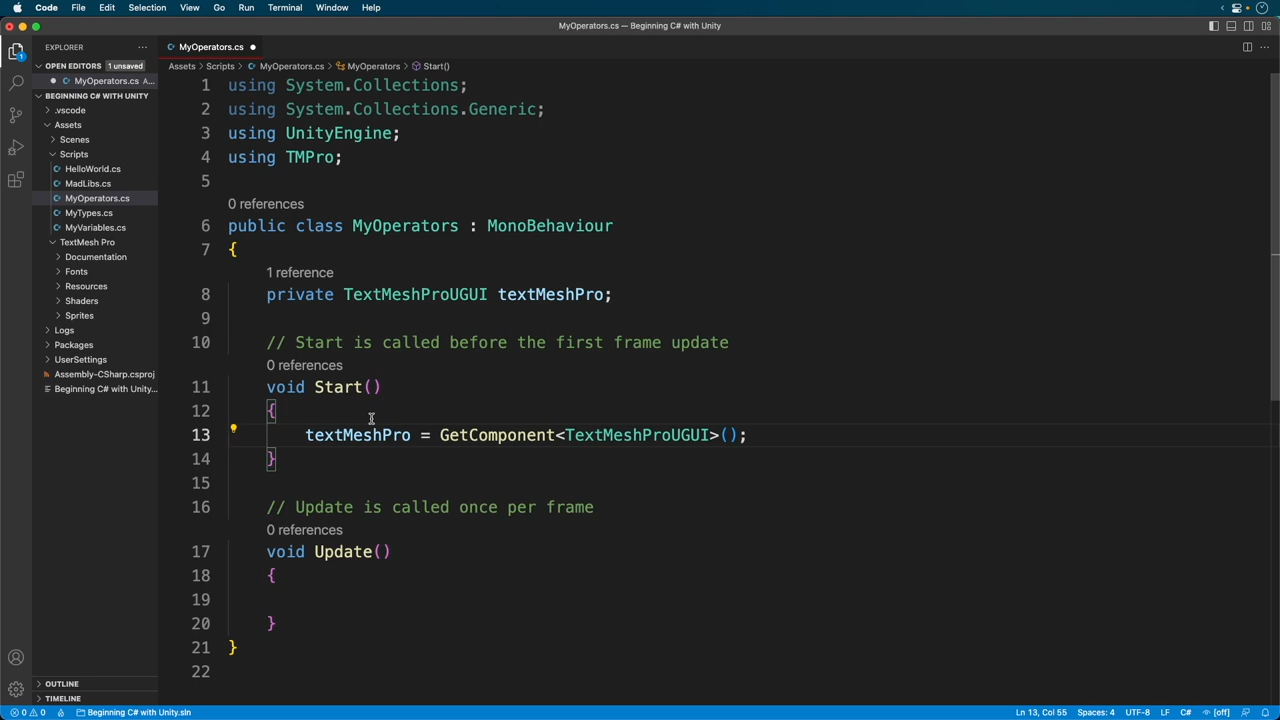 Code File Edit Selection View Go Run Terminal Window Help
MyOperators.cs — Beginning C# with Unity
EXPLORER
MyOperators.cs
OPEN EDITORS 1 unsaved
MyOperators.cs A...
BEGINNING C# WITH UNITY
.vscode
Assets
Scenes
Scripts
HelloWorld.cs
MadLibs.cs
MyOperators.cs
MyTypes.cs
MyVariables.cs
TextMesh Pro
Documentation
Fonts
Resources
Shaders
Sprites
Logs
Packages
UserSettings
Assembly-CSharp.csproj
Beginning C# with Unity...
OUTLINE
TIMELINE
1
Assets > Scripts > MyOperators.cs > MyOperators > Start()
1 using System.Collections;
2 using System.Collections.Generic;
3 using UnityEngine;
4 using TMPro;
5
0 references
6 public class MyOperators : MonoBehaviour
7 {
1 reference
8 private TextMeshProUGUI textMeshPro;
9
10 // Start is called before the first frame update
0 references
11 void Start()
12 {
13 textMeshPro = GetComponent<TextMeshProUGUI>();
14 }
15
16 // Update is called once per frame
0 references
17 void Update()
18 {
19
20 }
21 }
22
0 0 Beginning C# with Unity.sln
Ln 13, Col 55 Spaces: 4 UTF-8 LF C# [off]